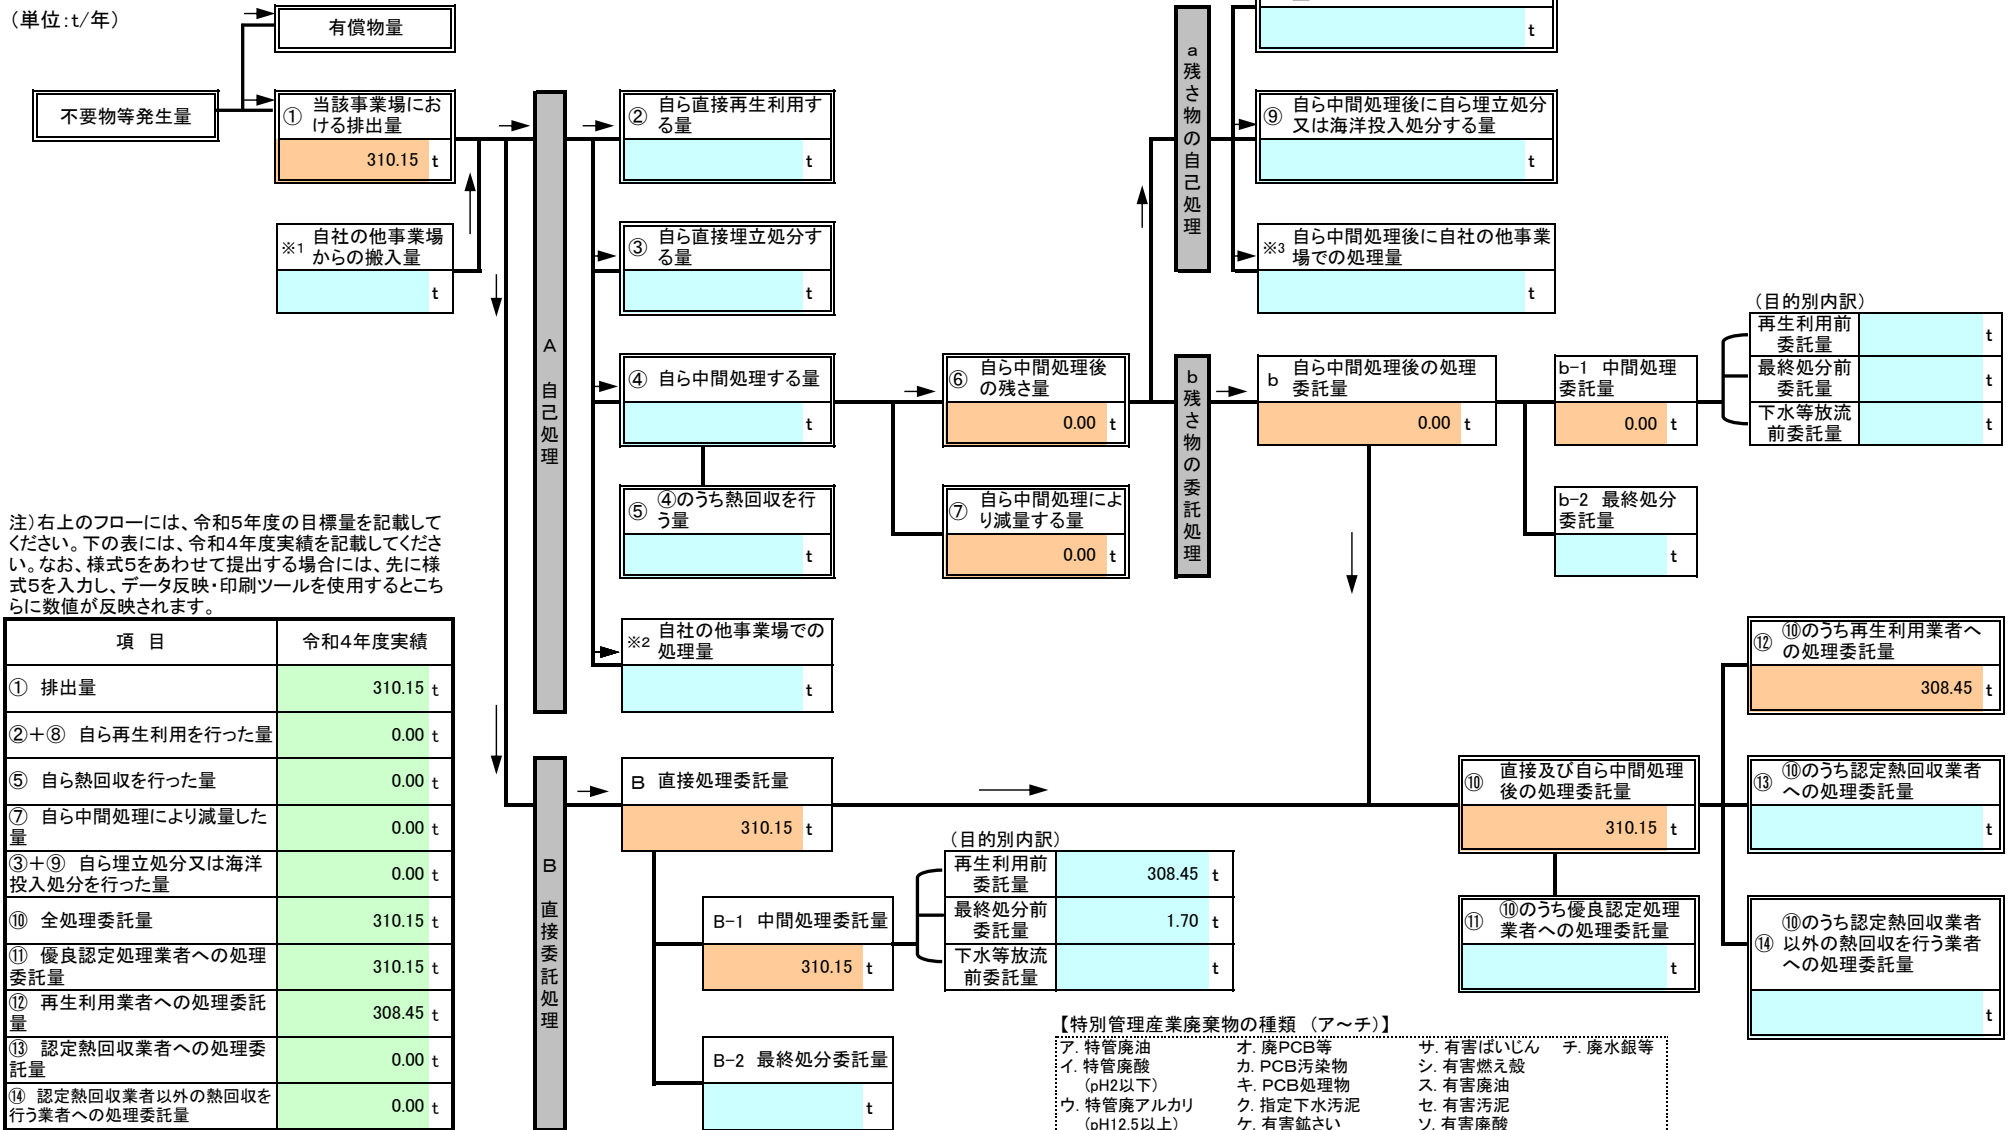 （単位：t/年）
有償物量
不要物等発生量
① 当該事業場にお
ける排出量
310.15 t
※1 自社の他事業場
からの搬入量
t
A 自己処理
② 自ら直接再生利用す
る量
t
③ 自ら直接埋立処分す
る量
t
④ 自ら中間処理する量
t
⑤ ④のうち熱回収を行
う量
t
※2 自社の他事業場での
処理量
t
⑥ 自ら中間処理後
の残さ量
0.00 t
⑦ 自ら中間処理によ
り減量する量
0.00 t
a 残さ物の自己処理
t
⑨ 自ら中間処理後に自ら埋立処分
又は海洋投入処分する量
t
※3 自ら中間処理後に自社の他事業
場での処理量
t
b 残さ物の委託処理
b 自ら中間処理後の処理
委託量
0.00 t
b-1 中間処理
委託量
0.00 t
b-2 最終処分
委託量
t
（目的別内訳）
再生利用前
委託量
t
最終処分前
委託量
t
下水等放流
前委託量
t
注）右上のフローには、令和5年度の目標量を記載して
ください。下の表には、令和4年度実績を記載してくださ
い。なお、様式5をあわせて提出する場合には、先に様
式5を入力し、データ反映・印刷ツールを使用するとこち
らに数値が反映されます。
項 目 令和4年度実績
① 排出量 310.15 t
②＋⑧ 自ら再生利用を行った量 0.00 t
⑤ 自ら熱回収を行った量 0.00 t
⑦ 自ら中間処理により減量した
量 0.00 t
③＋⑨ 自ら埋立処分又は海洋
投入処分を行った量 0.00 t
⑩ 全処理委託量 310.15 t
⑪ 優良認定処理業者への処理
委託量 310.15 t
⑫ 再生利用業者への処理委託
量 308.45 t
⑬ 認定熱回収業者への処理委
託量 0.00 t
⑭ 認定熱回収業者以外の熱回収を
行う業者への処理委託量 0.00 t
B 直接委託処理
B 直接処理委託量
310.15 t
B-1 中間処理委託量
310.15 t
B-2 最終処分委託量
t
（目的別内訳）
再生利用前
委託量
308.45 t
最終処分前
委託量
1.70 t
下水等放流
前委託量
t
⑩ 直接及び自ら中間処理
後の処理委託量
310.15 t
⑪ ⑩のうち優良認定処理
業者への処理委託量
t
⑫ ⑩のうち再生利用業者へ
の処理委託量
308.45 t
⑬ ⑩のうち認定熱回収業者
への処理委託量
t
⑭ ⑩のうち認定熱回収業者
以外の熱回収を行う業者
への処理委託量
t
【特別管理産業廃棄物の種類 （ア～チ）】
ア. 特管廃油 オ. 廃PCB等 サ. 有害ばいじん チ. 廃水銀等
イ. 特管廃酸 カ. PCB汚染物 シ. 有害燃え殻
（pH2以下） キ. PCB処理物 ス. 有害廃油
ウ. 特管廃アルカリ ク. 指定下水汚泥 セ. 有害汚泥
（pH12.5以上） ケ. 有害鉱さい ソ. 有害廃酸